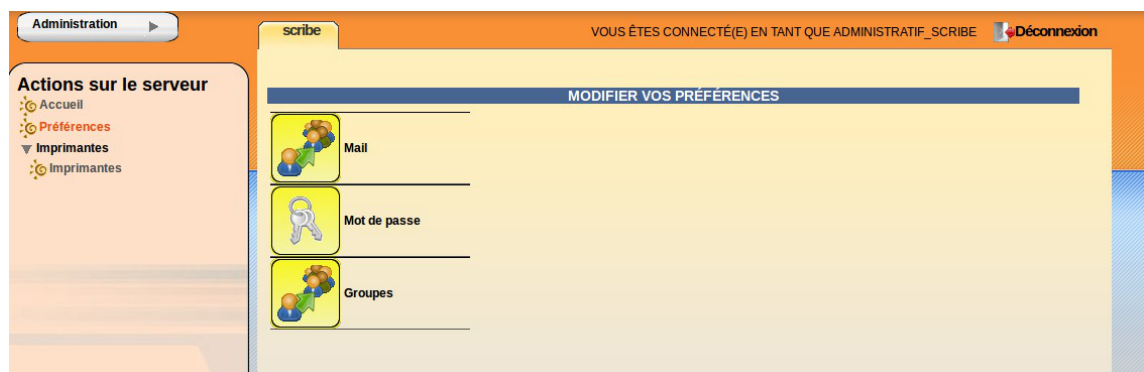 Administration
scribe
VOUS ÊTES CONNECTÉ(E) EN TANT QUE ADMINISTRATIF_SCRIBE
Déconnexion
Actions sur le serveur
Accueil
Préférences
Imprimantes
Imprimantes
MODIFIER VOS PRÉFÉRENCES
Mail
Mot de passe
Groupes